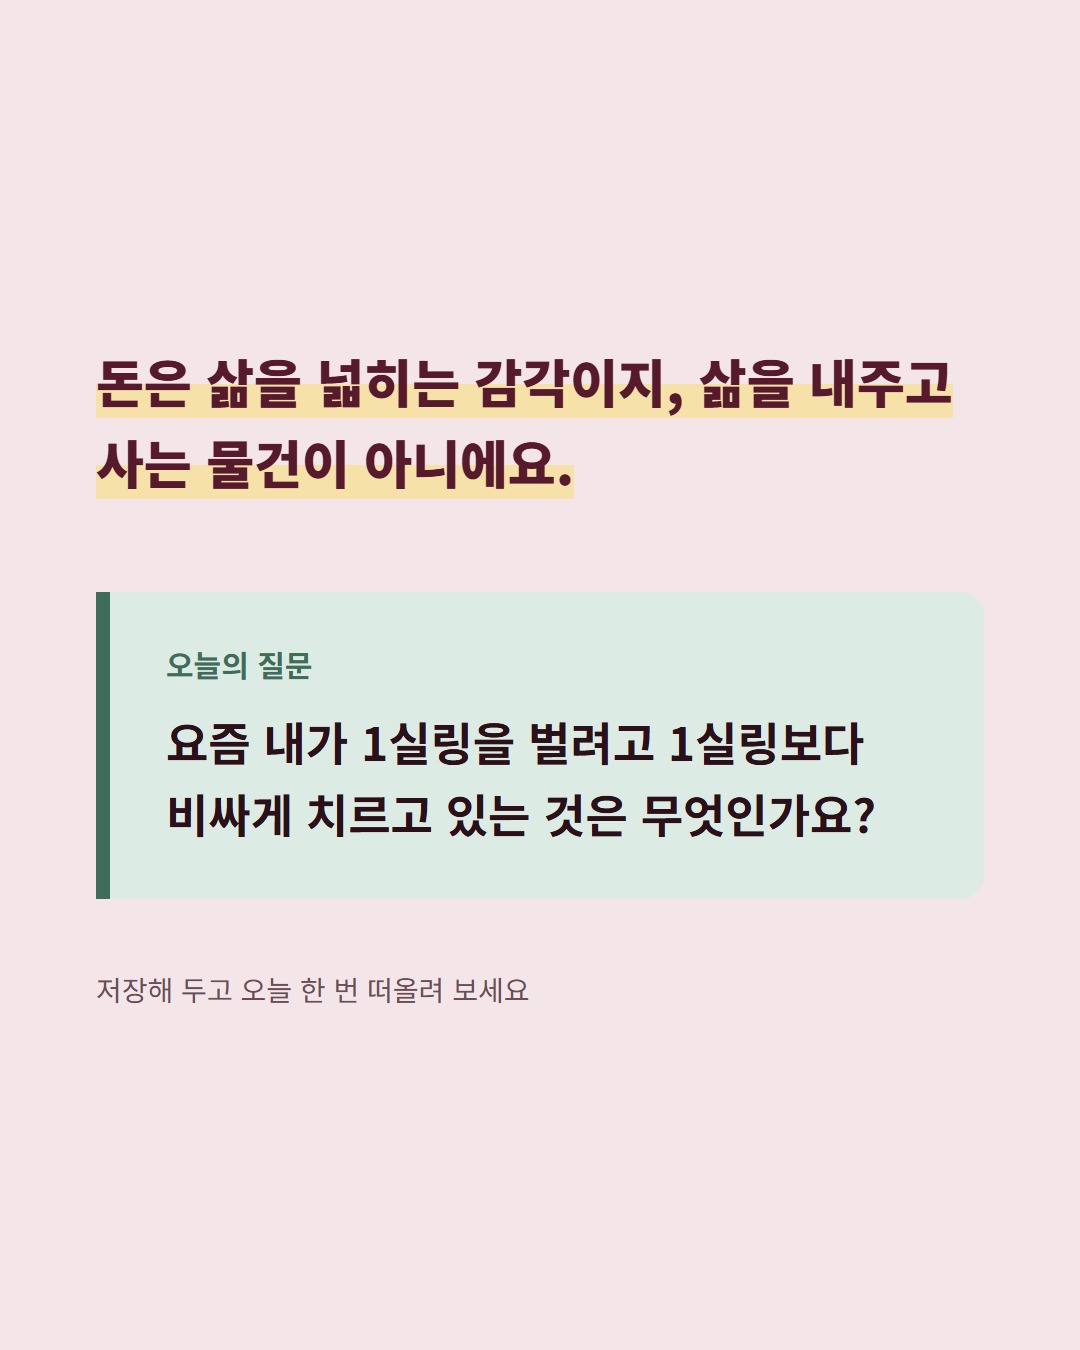 돈은 삶을 넓히는 감각이지, 삶을 내주고
사는 물건이 아니에요.
오늘의 질문
요즘 내가 1실링을 벌려고 1실링보다
비싸게 치르고 있는 것은 무엇인가요?
저장해 두고 오늘 한 번 떠올려 보세요